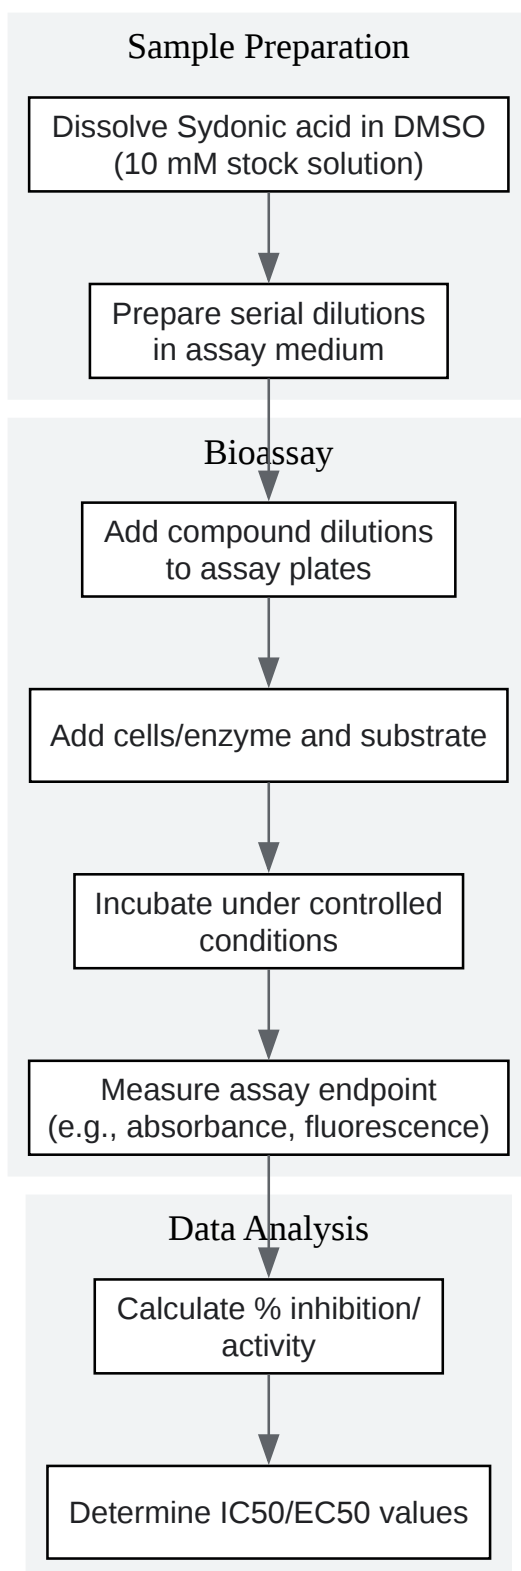 Sample Preparation
Dissolve Sydonic acid in DMSO
(10 mM stock solution)
Prepare serial dilutions
in assay medium
Bioassay
Add compound dilutions
to assay plates
Add cells/enzyme and substrate
Incubate under controlled
conditions
Measure assay endpoint
(e.g., absorbance, fluorescence)
Data Analysis
Calculate % inhibition/
activity
Determine IC50/EC50 values